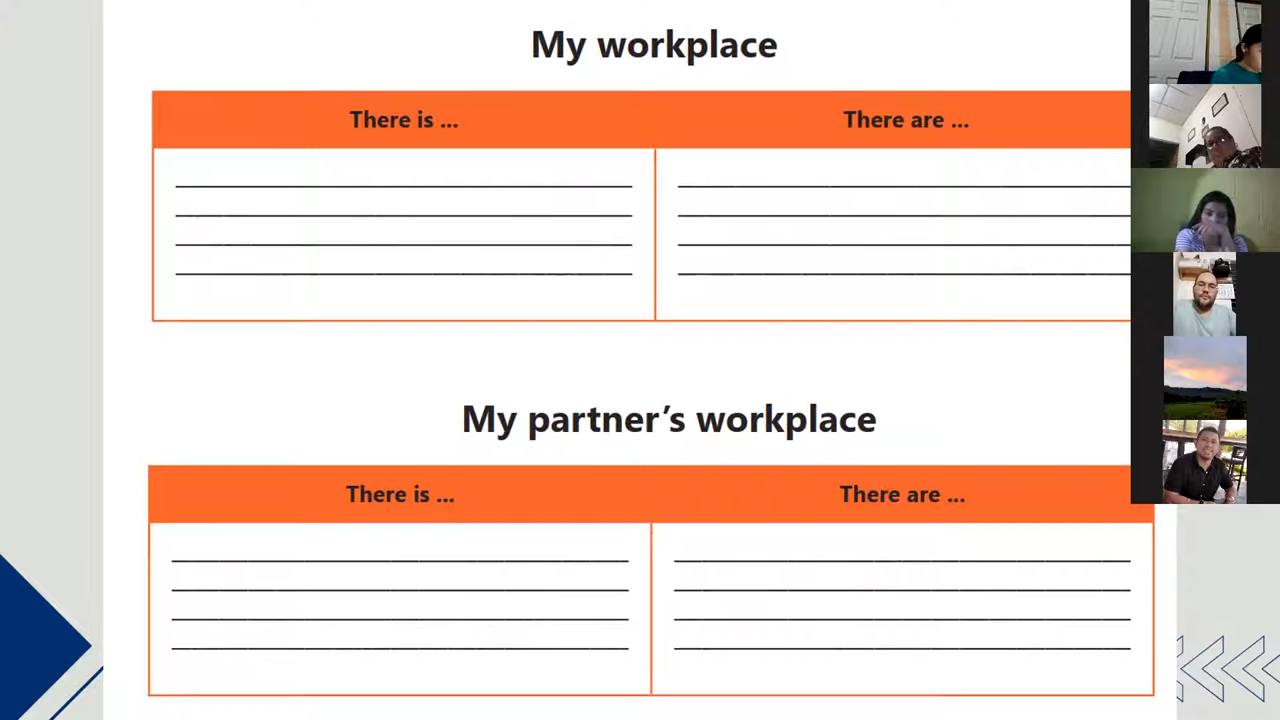 My workplace
There is ...
There are ...
My partner’s workplace
There is ...
There are ...